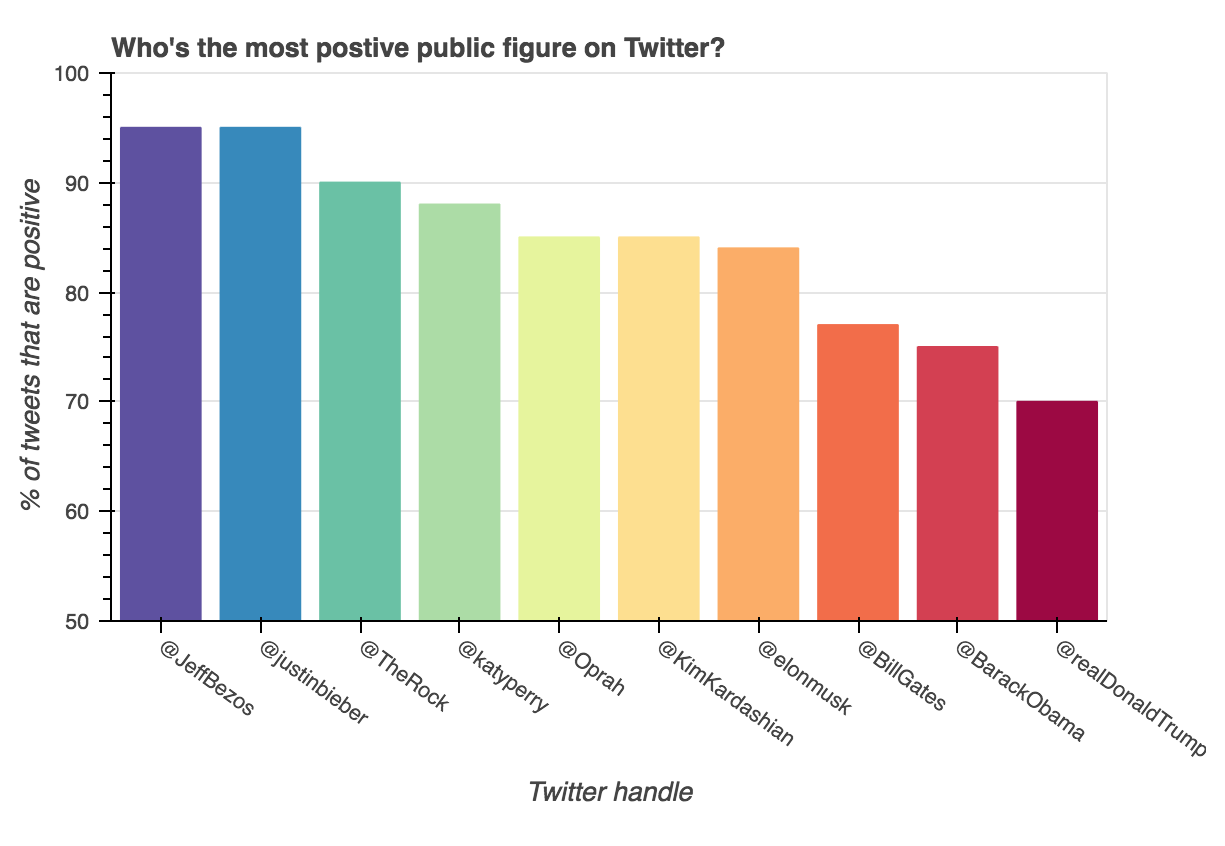 Who's the most postive public figure on Twitter?
% of tweets that are positive
100
90
80
70
60
50
@JeffBezos
@justinbieber
@TheRock
@katyperry
@Oprah
@KimKardashian
@elonmusk
@BillGates
@BarackObama
@realDonaldTrump
Twitter handle